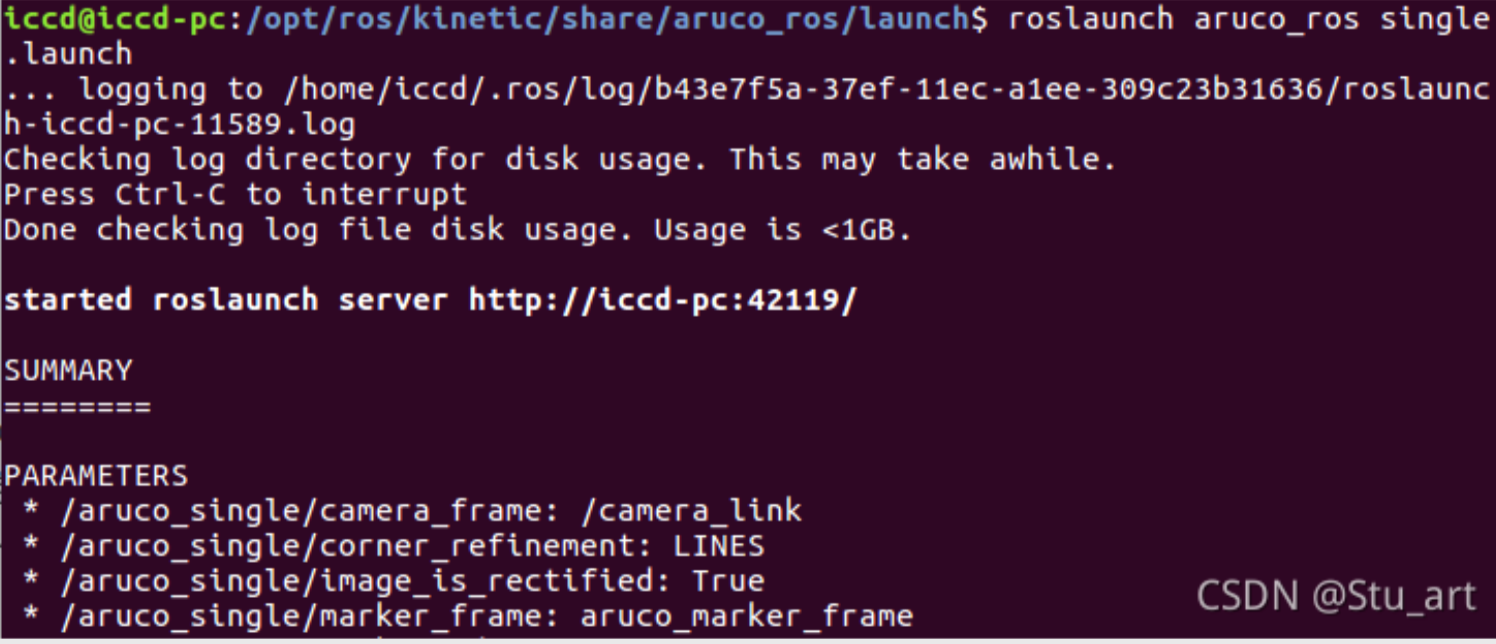 iccd@iccd-pc:/opt/ros/kinetic/share/aruco_ros/launch$ roslaunch aruco_ros single
.launch
... logging to /home/iccd/.ros/log/b43e7f5a-37ef-11ec-a1ee-309c23b31636/roslaunc
h-iccd-pc-11589.log
Checking log directory for disk usage. This may take awhile.
Press Ctrl-C to interrupt
Done checking log file disk usage. Usage is <1GB.
started roslaunch server http://iccd-pc:42119/
SUMMARY
========
PARAMETERS
 * /aruco_single/camera_frame: /camera_link
 * /aruco_single/corner_refinement: LINES
 * /aruco_single/image_is_rectified: True
 * /aruco_single/marker_frame: aruco_marker_frame
CSDN @Stu_art